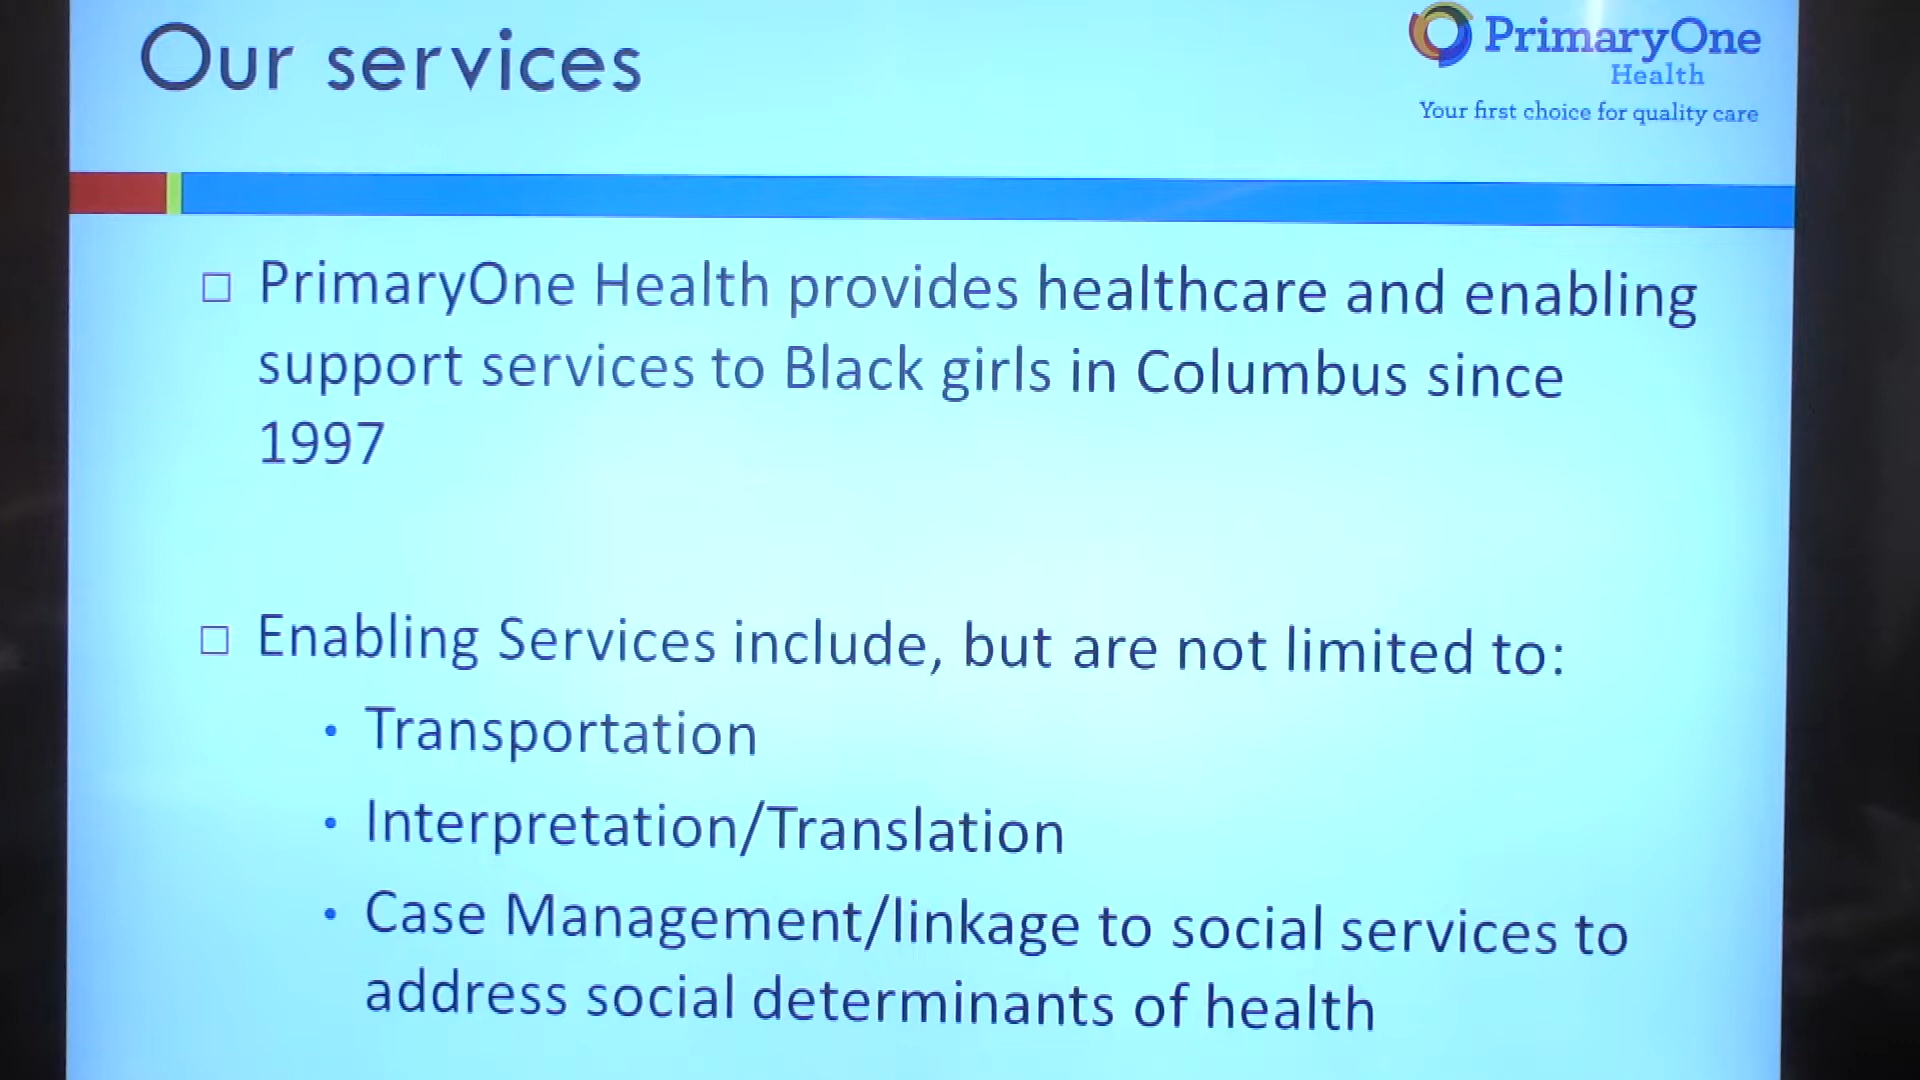 Our services
PrimaryOne
Health
Your first choice for quality care
□ PrimaryOne Health provides healthcare and enabling
support services to Black girls in Columbus since
1997
□ Enabling Services include, but are not limited to:
• Transportation
• Interpretation/Translation
• Case Management/linkage to social services to
address social determinants of health